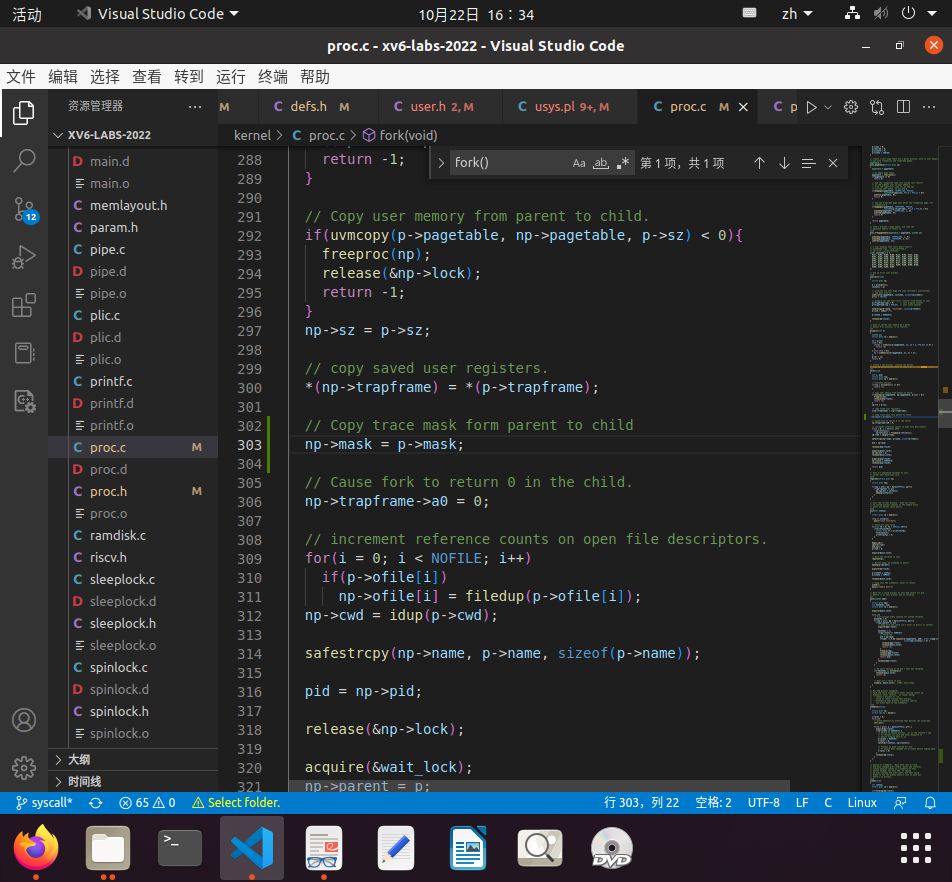 活动
Visual Studio Code
10月22日 16：34
zh
proc.c - xv6-labs-2022 - Visual Studio Code
文件 编辑 选择 查看 转到 运行 终端 帮助
资源管理器
M
C defs.h M
C user.h 2, M
C usys.pl 9+, M
C proc.c M
C p
XV6-LABS-2022
kernel > C proc.c > fork(void)
fork()
Aa ab .*
第 1 项，共 1 项
12
D main.d
main.o
C memlayout.h
C param.h
C pipe.c
D pipe.d
pipe.o
C plic.c
D plic.d
plic.o
C printf.c
D printf.d
printf.o
C proc.c M
D proc.d
C proc.h M
proc.o
C ramdisk.c
C riscv.h
C sleeplock.c
D sleeplock.d
C sleeplock.h
sleeplock.o
C spinlock.c
D spinlock.d
C spinlock.h
spinlock.o
大纲
时间线
288 return -1;
289 }
290
291 // Copy user memory from parent to child.
292 if(uvmcopy(p->pagetable, np->pagetable, p->sz) < 0){
293 freeproc(np);
294 release(&np->lock);
295 return -1;
296 }
297 np->sz = p->sz;
298
299 // copy saved user registers.
300 *(np->trapframe) = *(p->trapframe);
301
302 // Copy trace mask form parent to child
303 np->mask = p->mask;
304
305 // Cause fork to return 0 in the child.
306 np->trapframe->a0 = 0;
307
308 // increment reference counts on open file descriptors.
309 for(i = 0; i < NOFILE; i++)
310 if(p->ofile[i])
311 np->ofile[i] = filedup(p->ofile[i]);
312 np->cwd = idup(p->cwd);
313
314 safestrcpy(np->name, p->name, sizeof(p->name));
315
316 pid = np->pid;
317
318 release(&np->lock);
319
320 acquire(&wait_lock);
321 np->parent = p;
syscall*
65 0
Select folder.
行 303，列 22
空格: 2
UTF-8
LF
C
Linux
>_
DVD